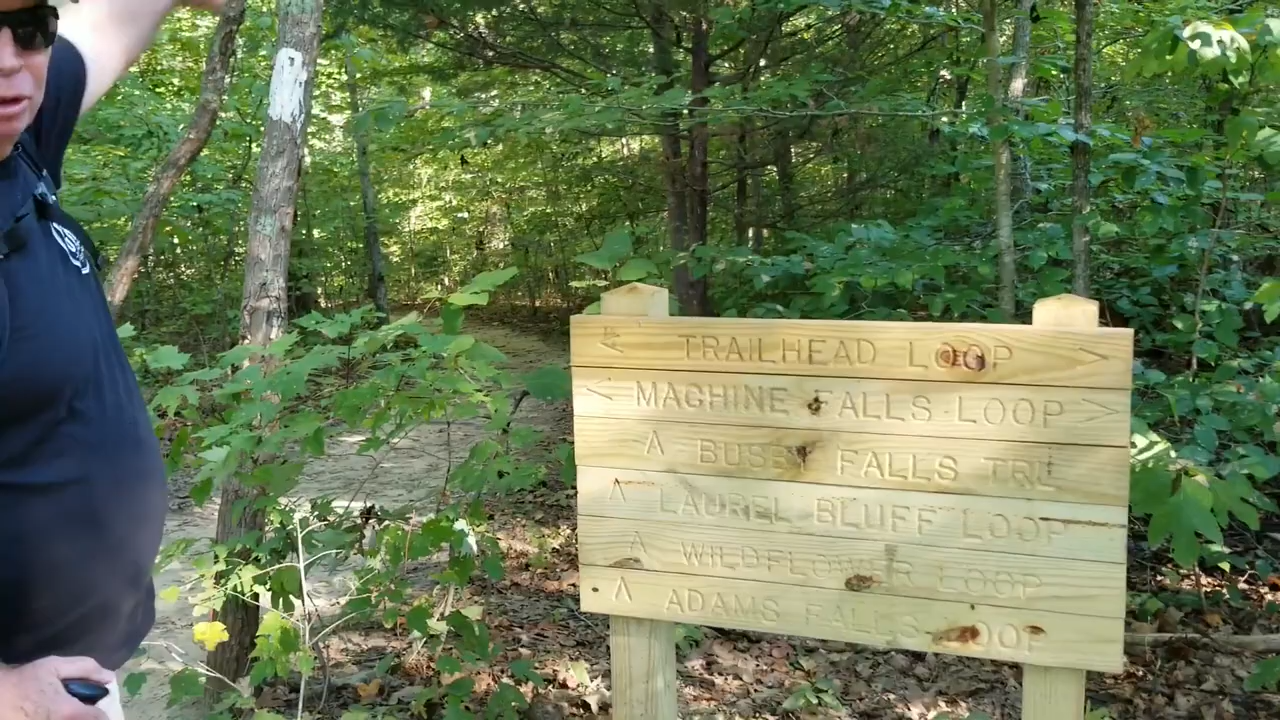 < TRAILHEAD LOOP >
< MACHINE FALLS LOOP >
^ BUSBY FALLS TRL
^ LAUREL BLUFF LOOP
^ WILDFLOWER LOOP
^ ADAMS FALLS LOOP